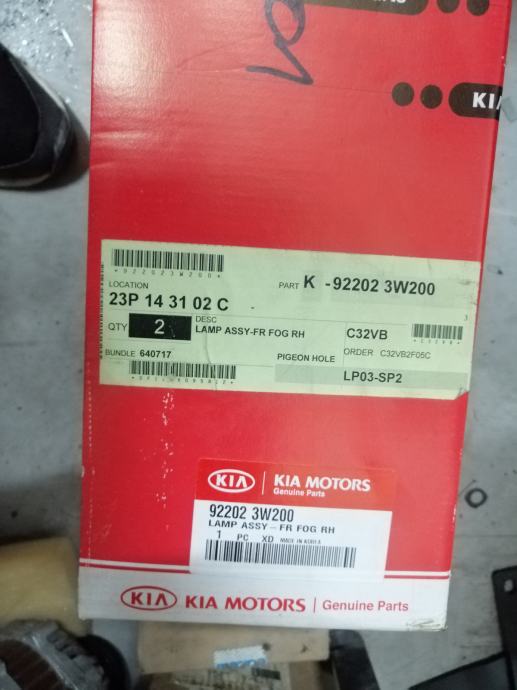 KIA
*922023W200*
LOCATION
PART K - 92202 3W200
23P 14 31 02 C
3
QTY 2 DESC
LAMP ASSY-FR FOG RH
C32VB
BUNDLE 640717
PIGEON HOLE
ORDER C32VB2F05C
LP03-SP2
KIA KIA MOTORS
Genuine Parts
92202 3W200
LAMP ASSY-FR FOG RH
1 PC XD MADE IN KOREA
KIA KIA MOTORS Genuine Parts